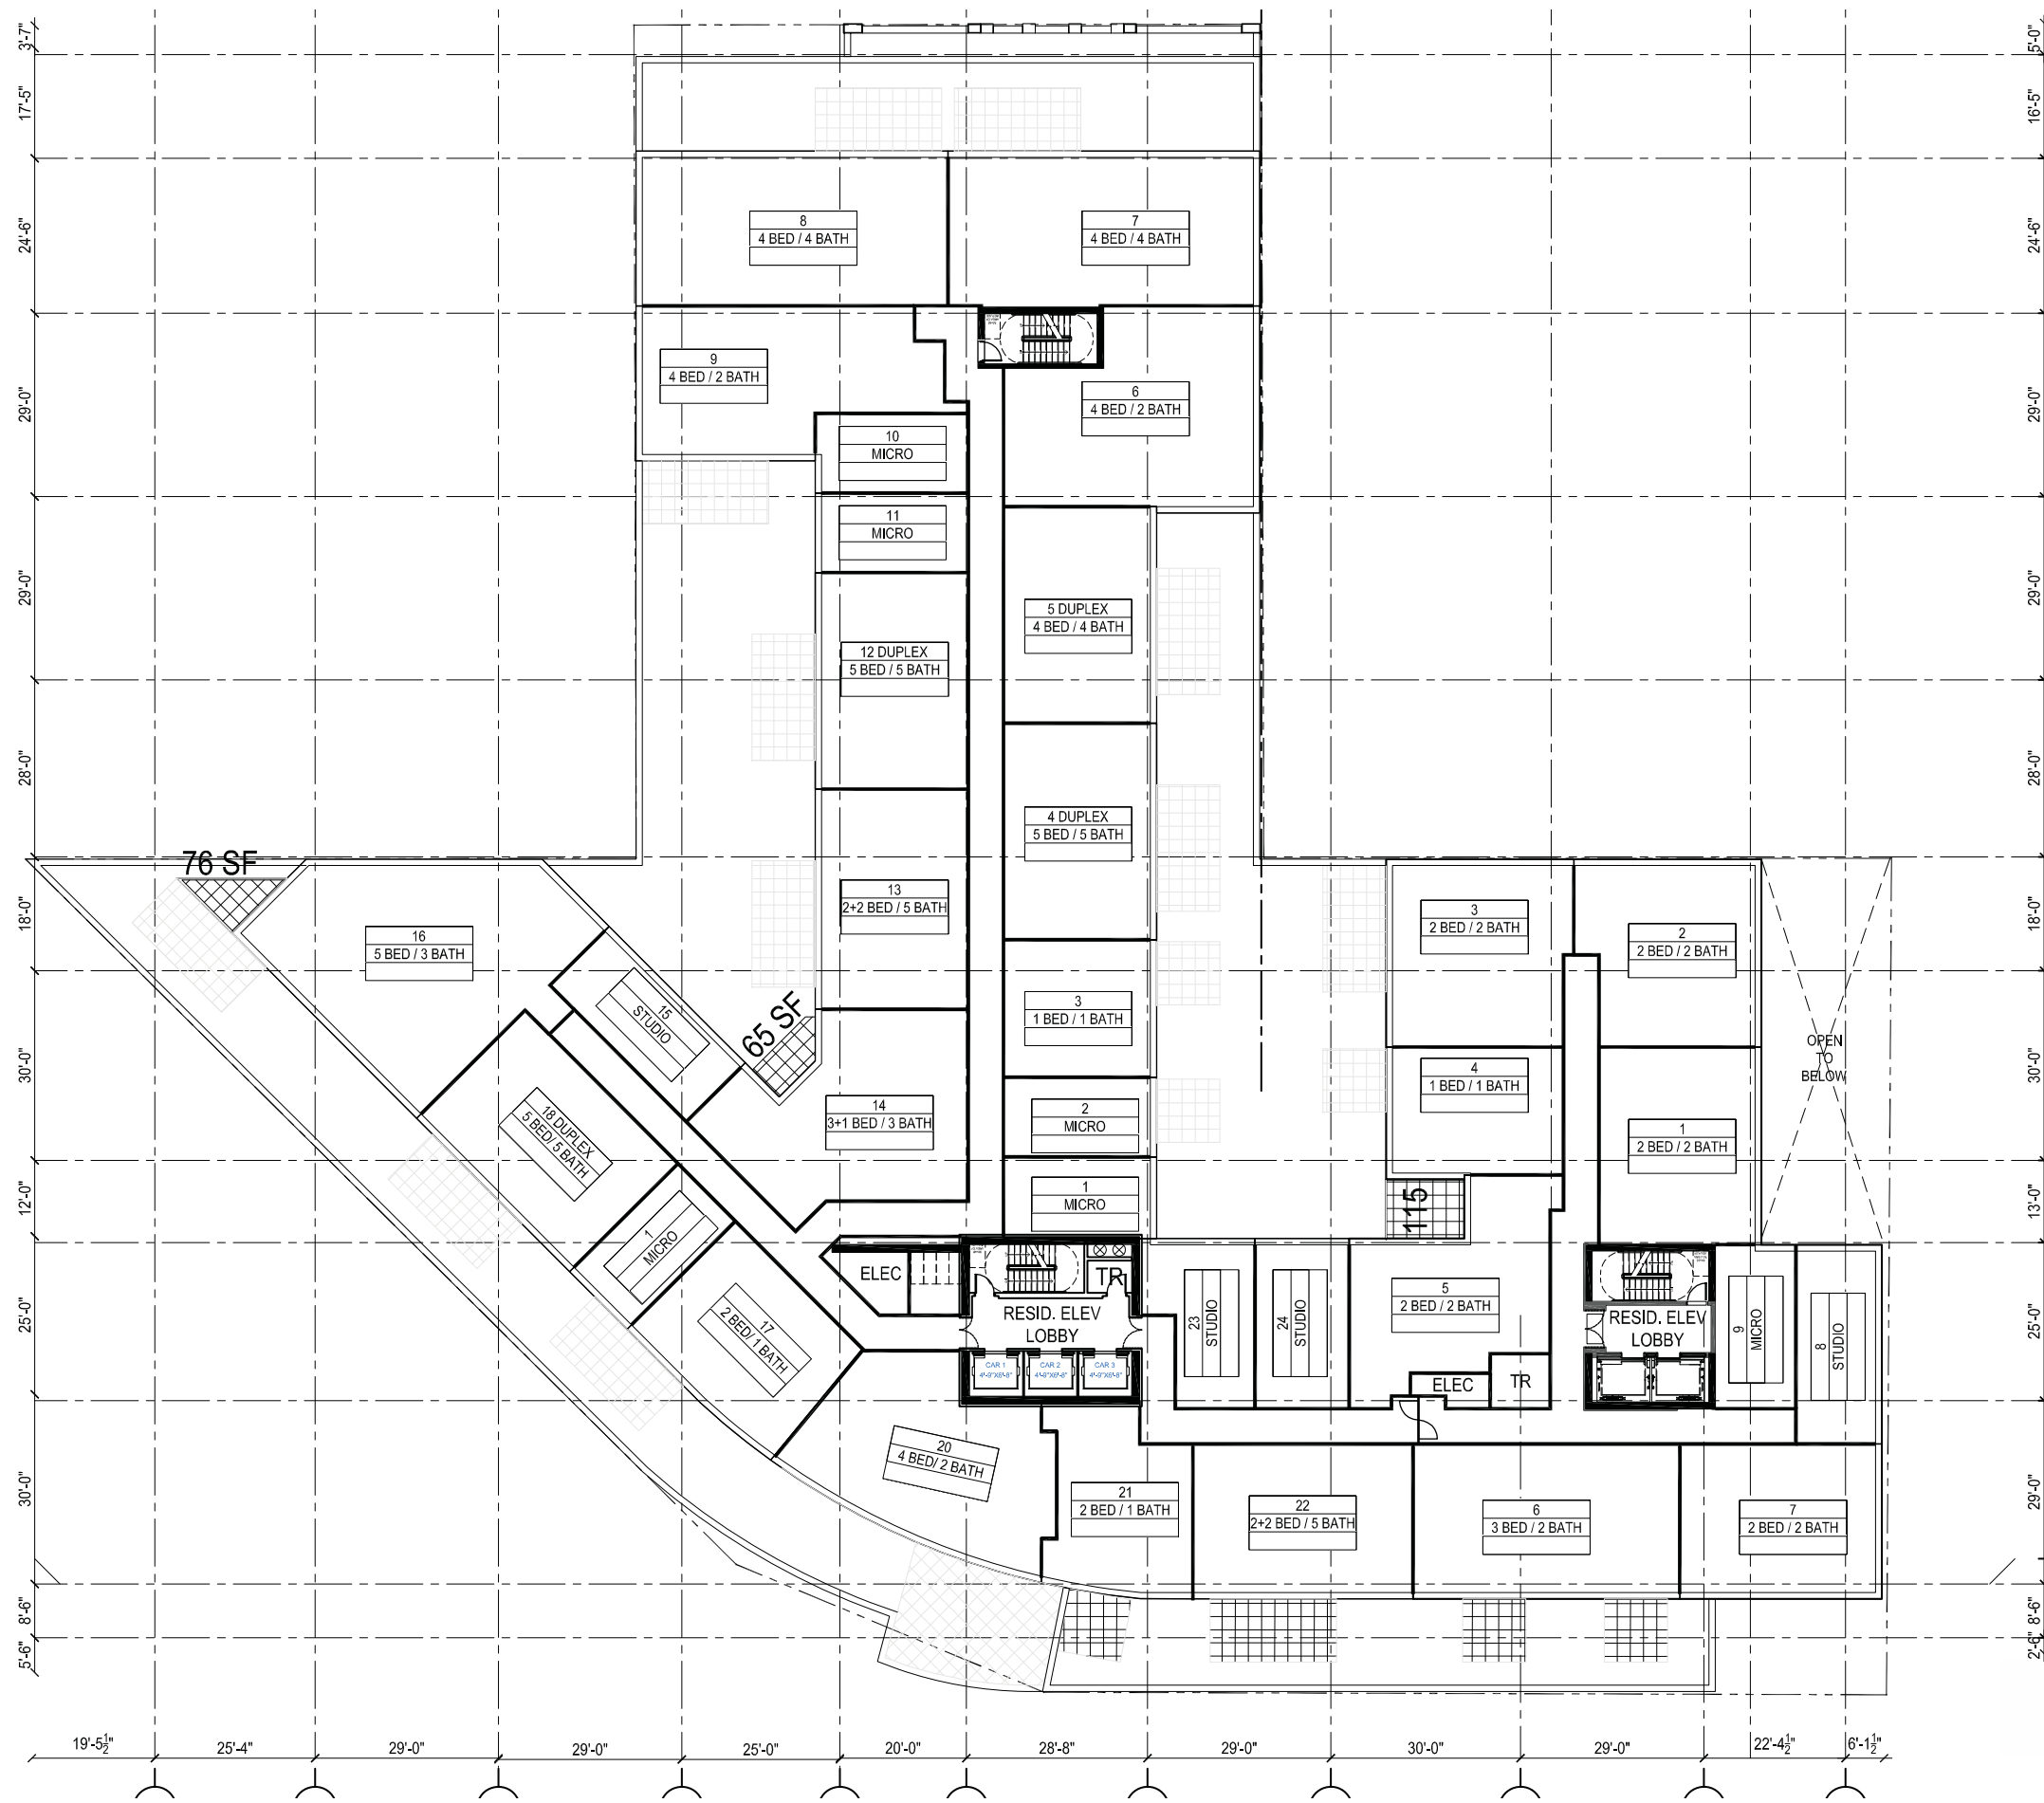 3'-7"
17'-5"
24'-6"
29'-0"
29'-0"
28'-0"
18'-0"
30'-0"
12'-0"
25'-0"
30'-0"
8'-6"
5'-6"
5'-0"
16'-5"
24'-6"
29'-0"
29'-0"
28'-0"
18'-0"
30'-0"
13'-0"
25'-0"
29'-0"
8'-6"
2'-6"
8
4 BED / 4 BATH
7
4 BED / 4 BATH
9
4 BED / 2 BATH
6
4 BED / 2 BATH
10
MICRO
11
MICRO
5 DUPLEX
4 BED / 4 BATH
12 DUPLEX
5 BED / 5 BATH
4 DUPLEX
5 BED / 5 BATH
76 SF
13
2+2 BED / 5 BATH
3
2 BED / 2 BATH
2
2 BED / 2 BATH
16
5 BED / 3 BATH
15
STUDIO
65 SF
3
1 BED / 1 BATH
OPEN
TO
BELOW
4
1 BED / 1 BATH
18 DUPLEX
5 BED/ 5 BATH
14
3+1 BED / 3 BATH
2
MICRO
1
2 BED / 2 BATH
1
MICRO
115
1
MICRO
ELEC
TR
RESID. ELEV
LOBBY
CAR 1
4'-9"X6'-8"
CAR 2
4'-9"X6'-8"
CAR 3
4'-9"X6'-8"
17
2 BED/ 1 BATH
23
STUDIO
24
STUDIO
5
2 BED / 2 BATH
ELEC
TR
RESID. ELEV
LOBBY
9
MICRO
8
STUDIO
20
4 BED/ 2 BATH
21
2 BED / 1 BATH
22
2+2 BED / 5 BATH
6
3 BED / 2 BATH
7
2 BED / 2 BATH
19'-5½"
25'-4"
29'-0"
29'-0"
25'-0"
20'-0"
28'-8"
29'-0"
30'-0"
29'-0"
22'-4½"
6'-1½"